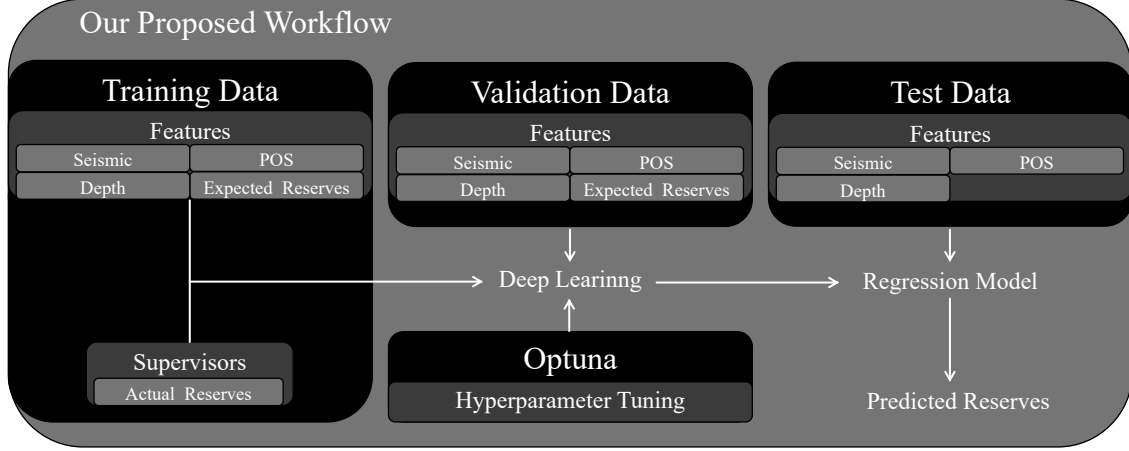 Our Proposed Workflow
Training Data
Features
Seismic POS
Depth Expected Reserves
Supervisors
Actual Reserves
Validation Data
Features
Seismic POS
Depth Expected Reserves
Deep Learinng
Optuna
Hyperparameter Tuning
Test Data
Features
Seismic POS
Depth
Regression Model
Predicted Reserves